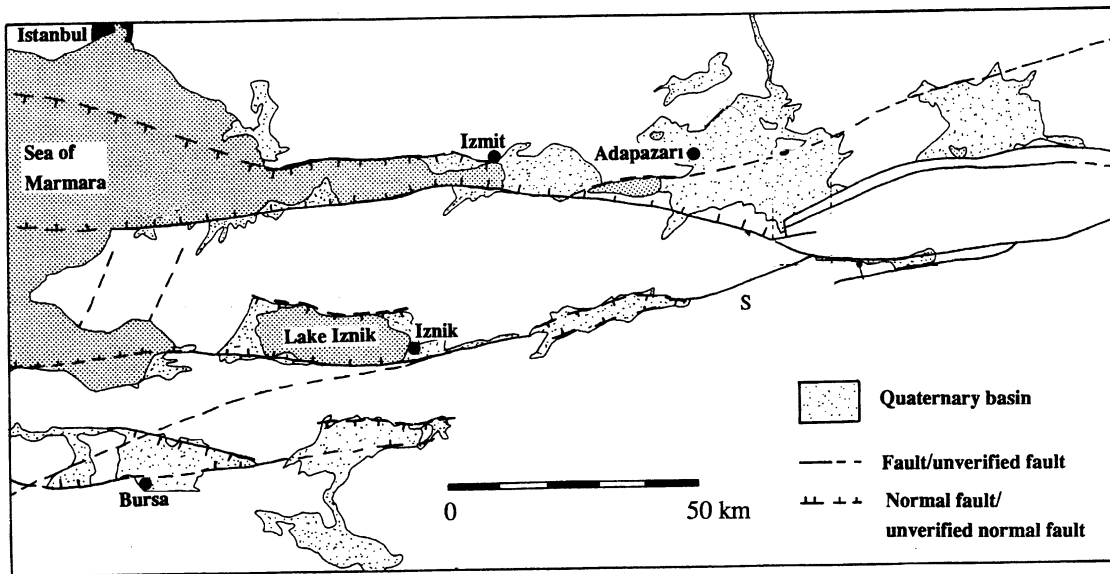 Istanbul
Sea of
Marmara
Izmit
Adapazarı
Lake Iznik
Iznik
S
Bursa
0
50 km
Quaternary basin
Fault/unverified fault
Normal fault/
unverified normal fault